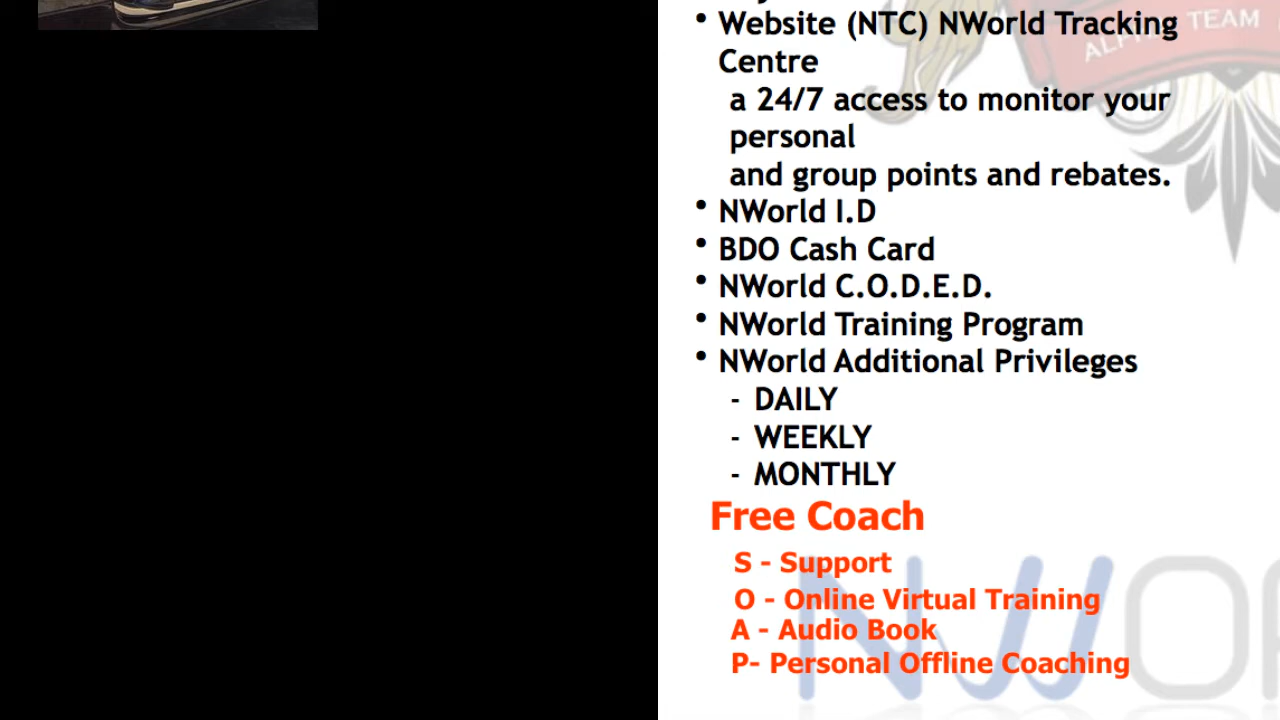 • Website (NTC) NWorld Tracking
Centre
a 24/7 access to monitor your
personal
and group points and rebates.
• NWorld I.D
• BDO Cash Card
• NWorld C.O.D.E.D.
• NWorld Training Program
• NWorld Additional Privileges
- DAILY
- WEEKLY
- MONTHLY
Free Coach
S - Support
O - Online Virtual Training
A - Audio Book
P- Personal Offline Coaching
TEAM
NWO